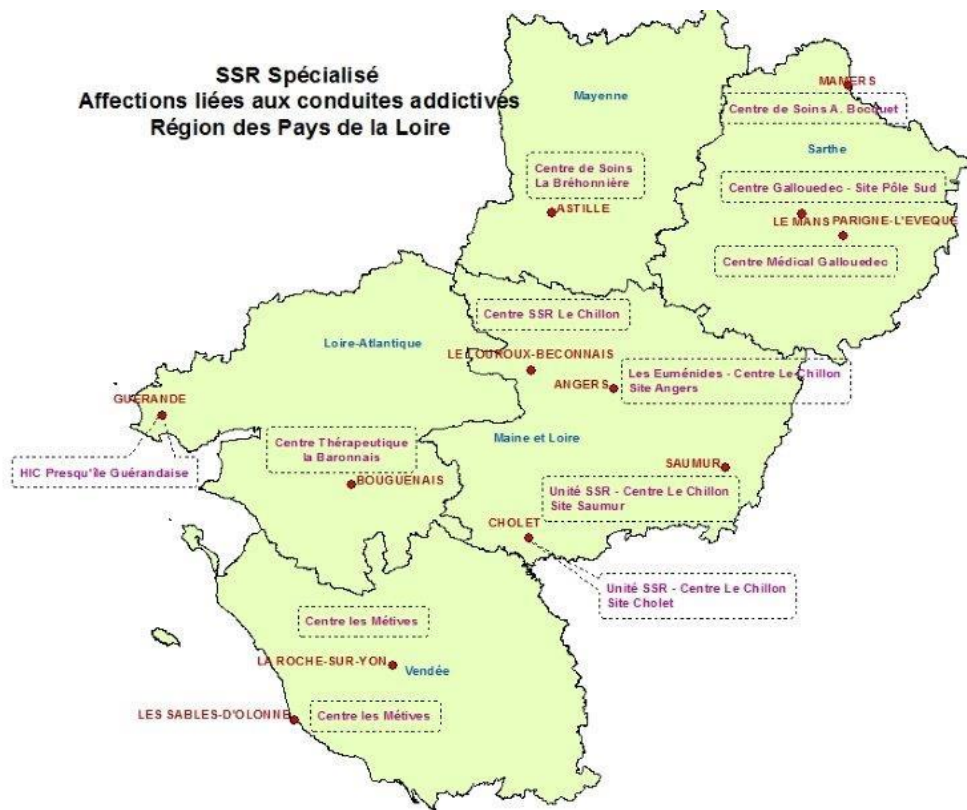 SSR Spécialisé
Affections liées aux conduites addictives
Région des Pays de la Loire
Mayenne
MAMERS
Centre de Soins A. Bocquet
Sarthe
Centre de Soins
La Bréhonnière
ASTILLE
Centre Gallouedec - Site Pôle Sud
LE MANS
PARIGNE-L'EVEQUE
Centre Médical Gallouedec
Centre SSR Le Chillon
Loire-Atlantique
LE LOUROUX-BECONNAIS
ANGERS
Les Euménides - Centre Le Chillon
Site Angers
GUERANDE
HIC Presqu'île Guérandaise
Centre Thérapeutique
la Baronnais
BOUGUENAIS
Maine et Loire
SAUMUR
Unité SSR - Centre Le Chillon
Site Saumur
CHOLET
Unité SSR - Centre Le Chillon
Site Cholet
Centre les Métives
LA ROCHE-SUR-YON
Vendée
LES SABLES-D'OLONNE
Centre les Métives